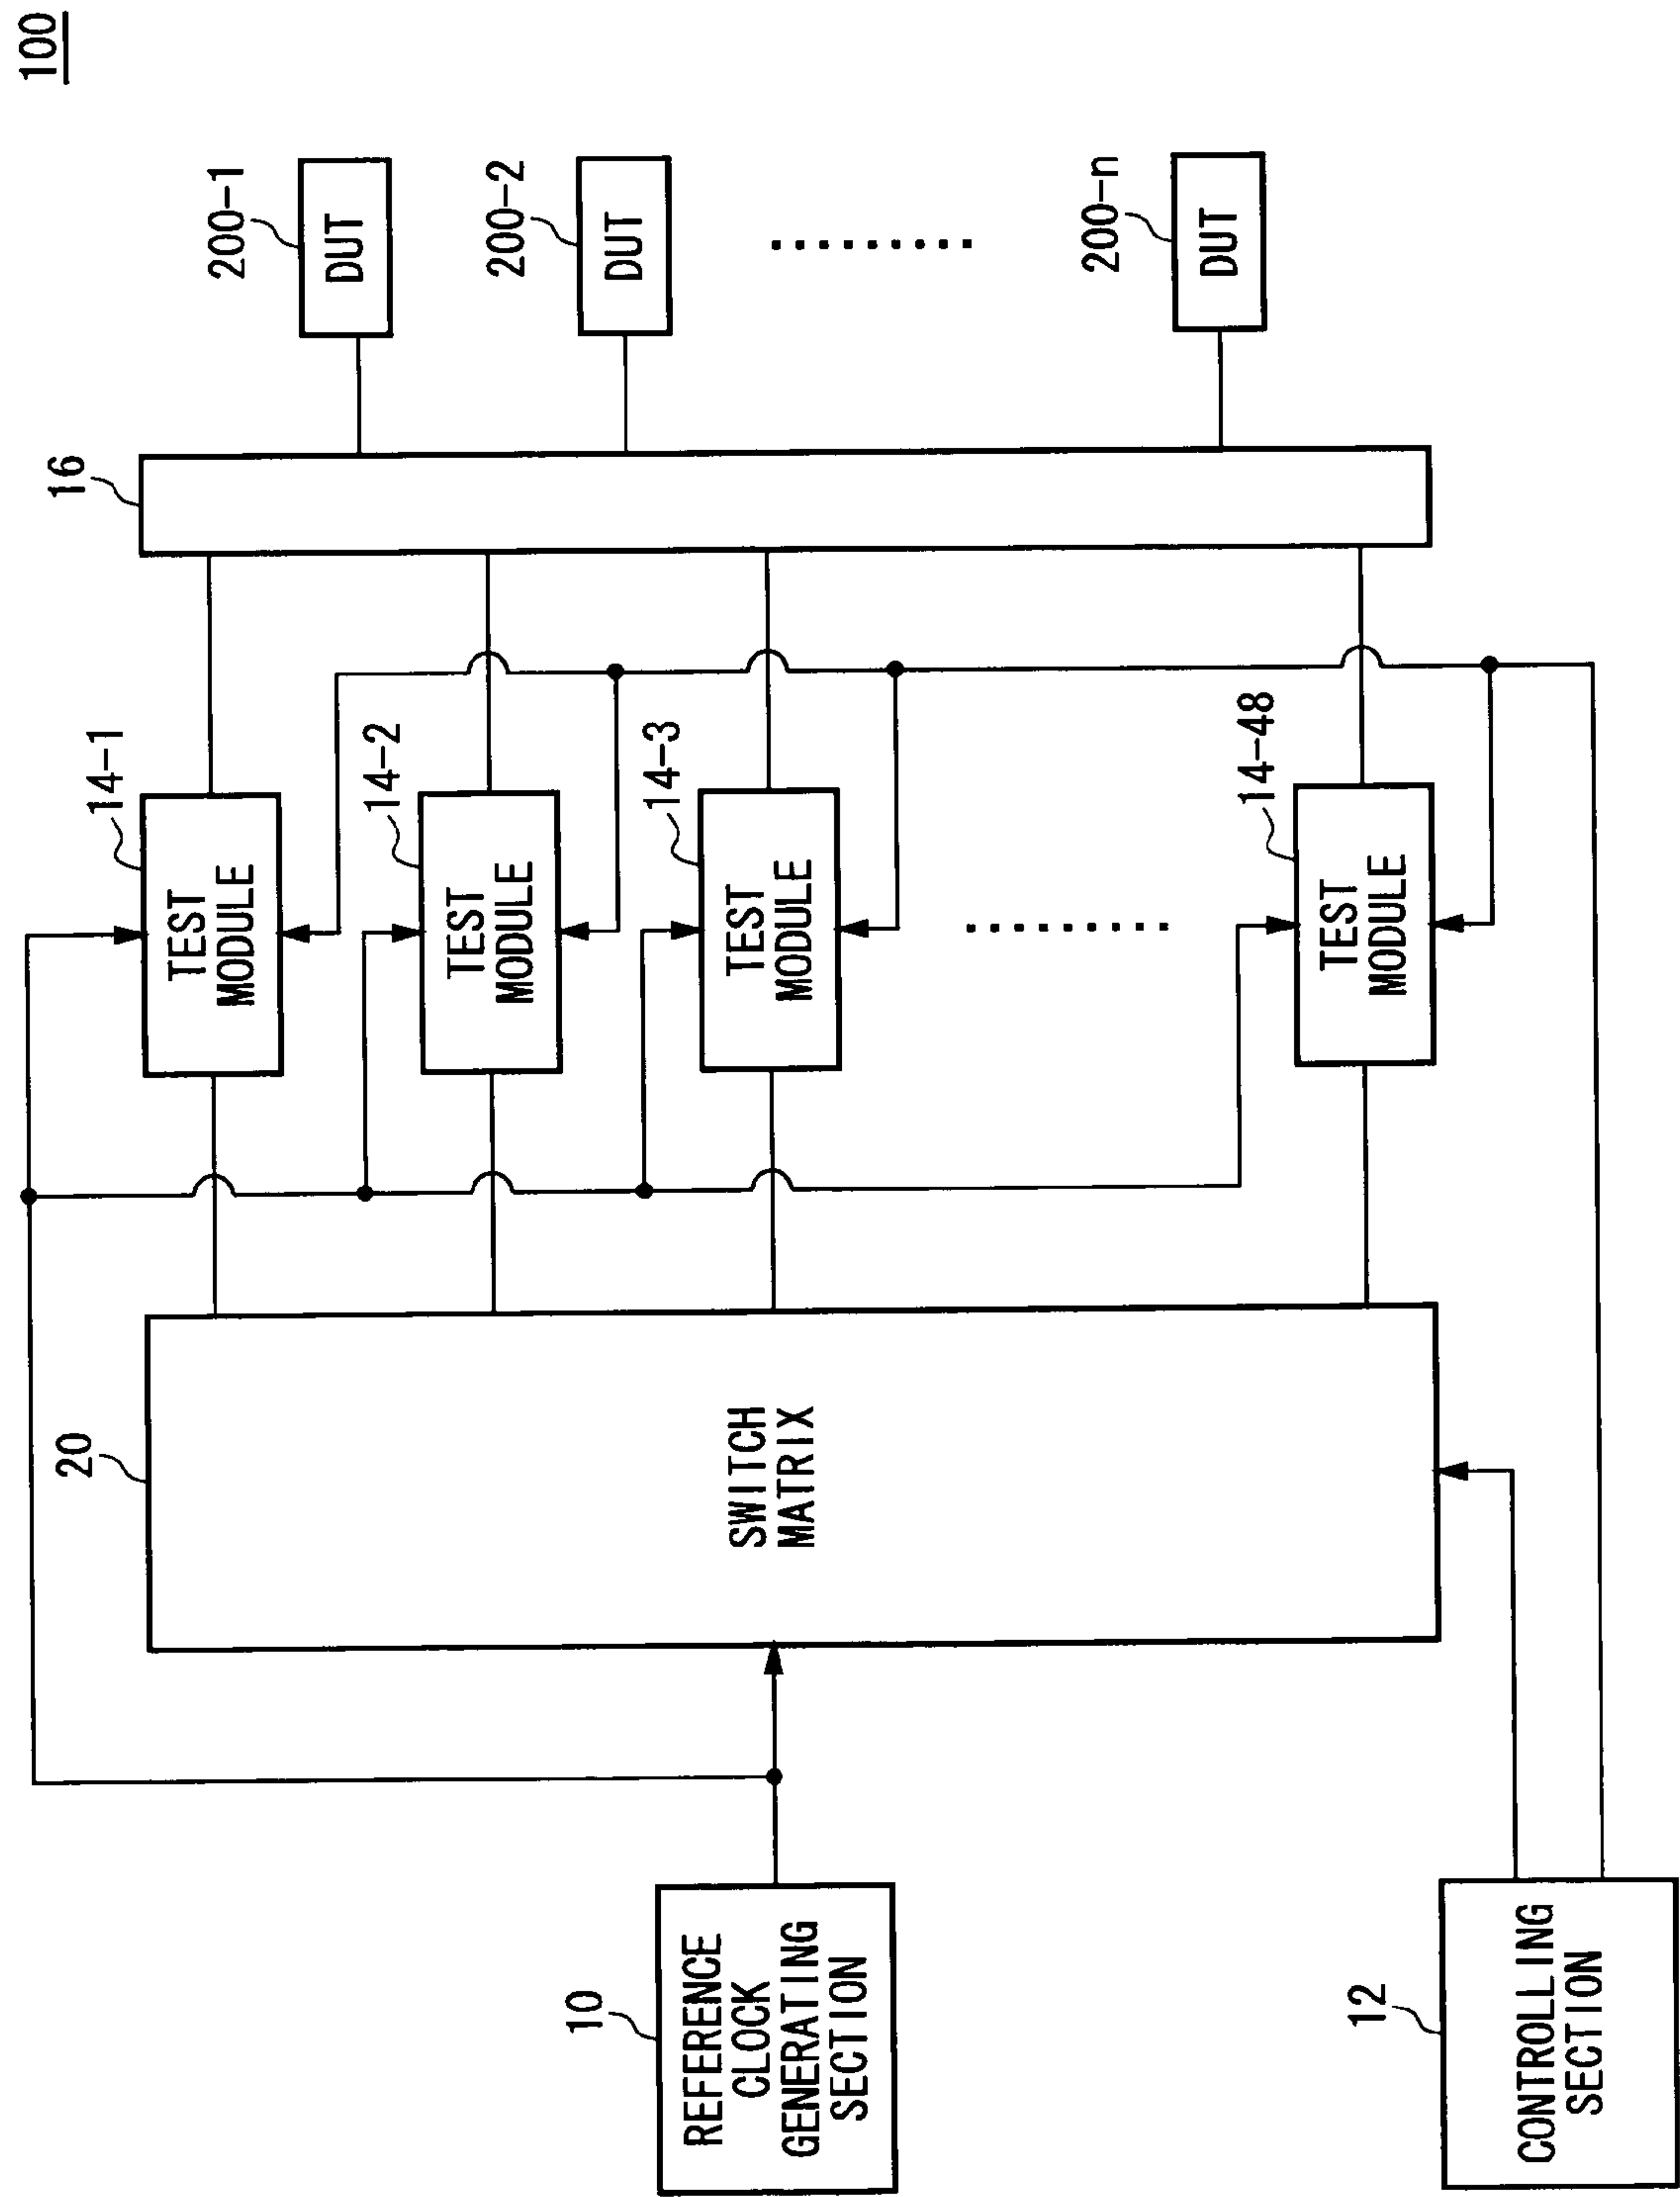 100
10
REFERENCE
CLOCK
GENERATING
SECTION
12
CONTROLLING
SECTION
20
SWITCH
MATRIX
14-1
TEST
MODULE
14-2
TEST
MODULE
14-3
TEST
MODULE
14-48
TEST
MODULE
16
200-1
DUT
200-2
DUT
200-n
DUT